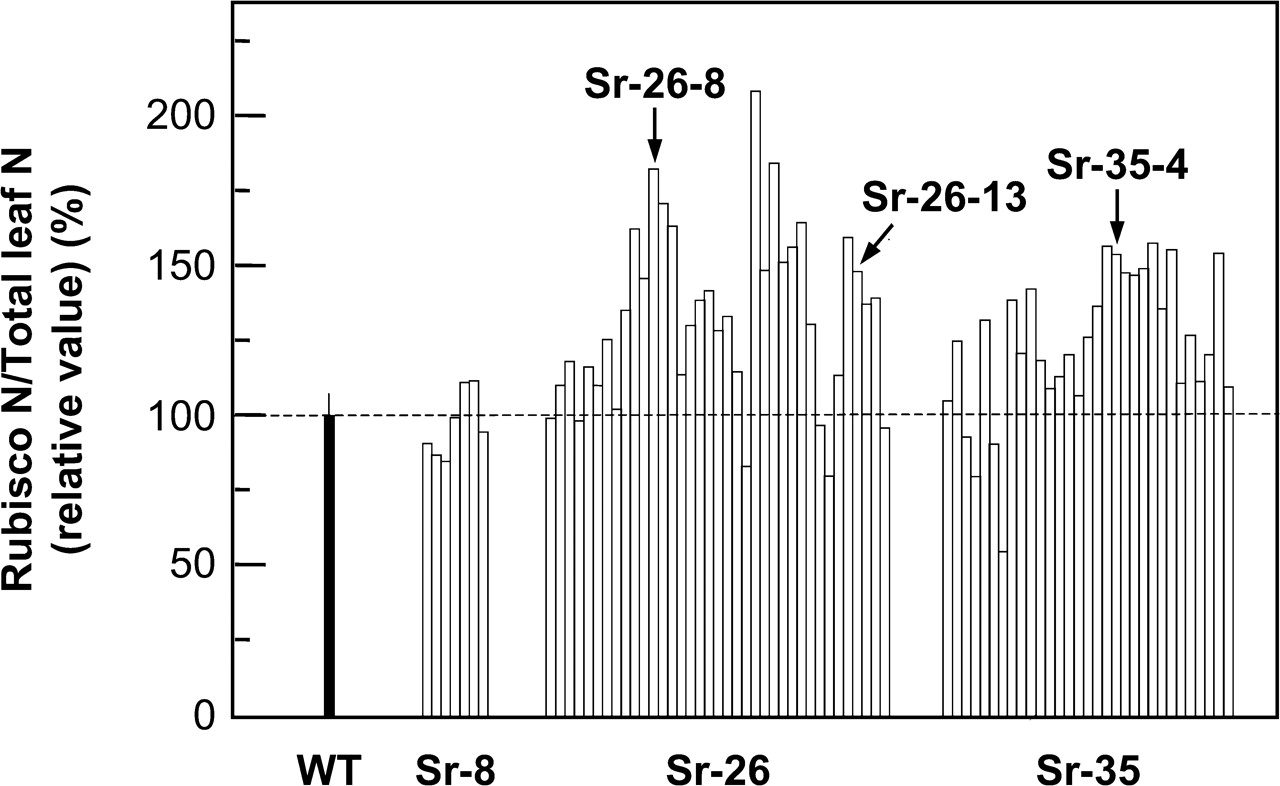 Rubisco N/Total leaf N
(relative value) (%)
200
150
100
50
0
Sr-26-8
Sr-26-13
Sr-35-4
WT
Sr-8
Sr-26
Sr-35